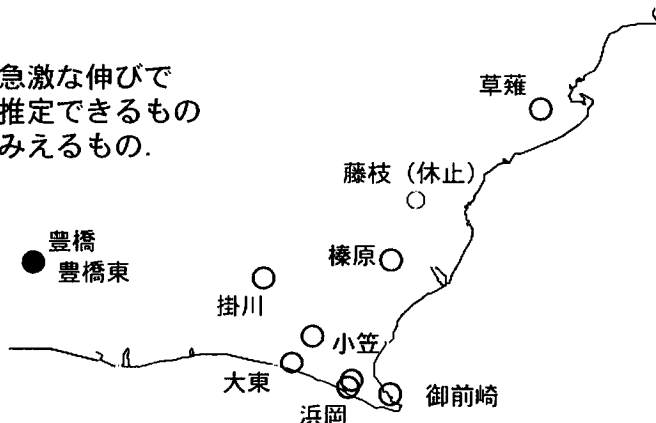 急激な伸びで
推定できるもの
みえるもの.
草薙
藤枝（休止）
豊橋
豊橋東
榛原
掛川
小笠
大東
御前崎
浜岡